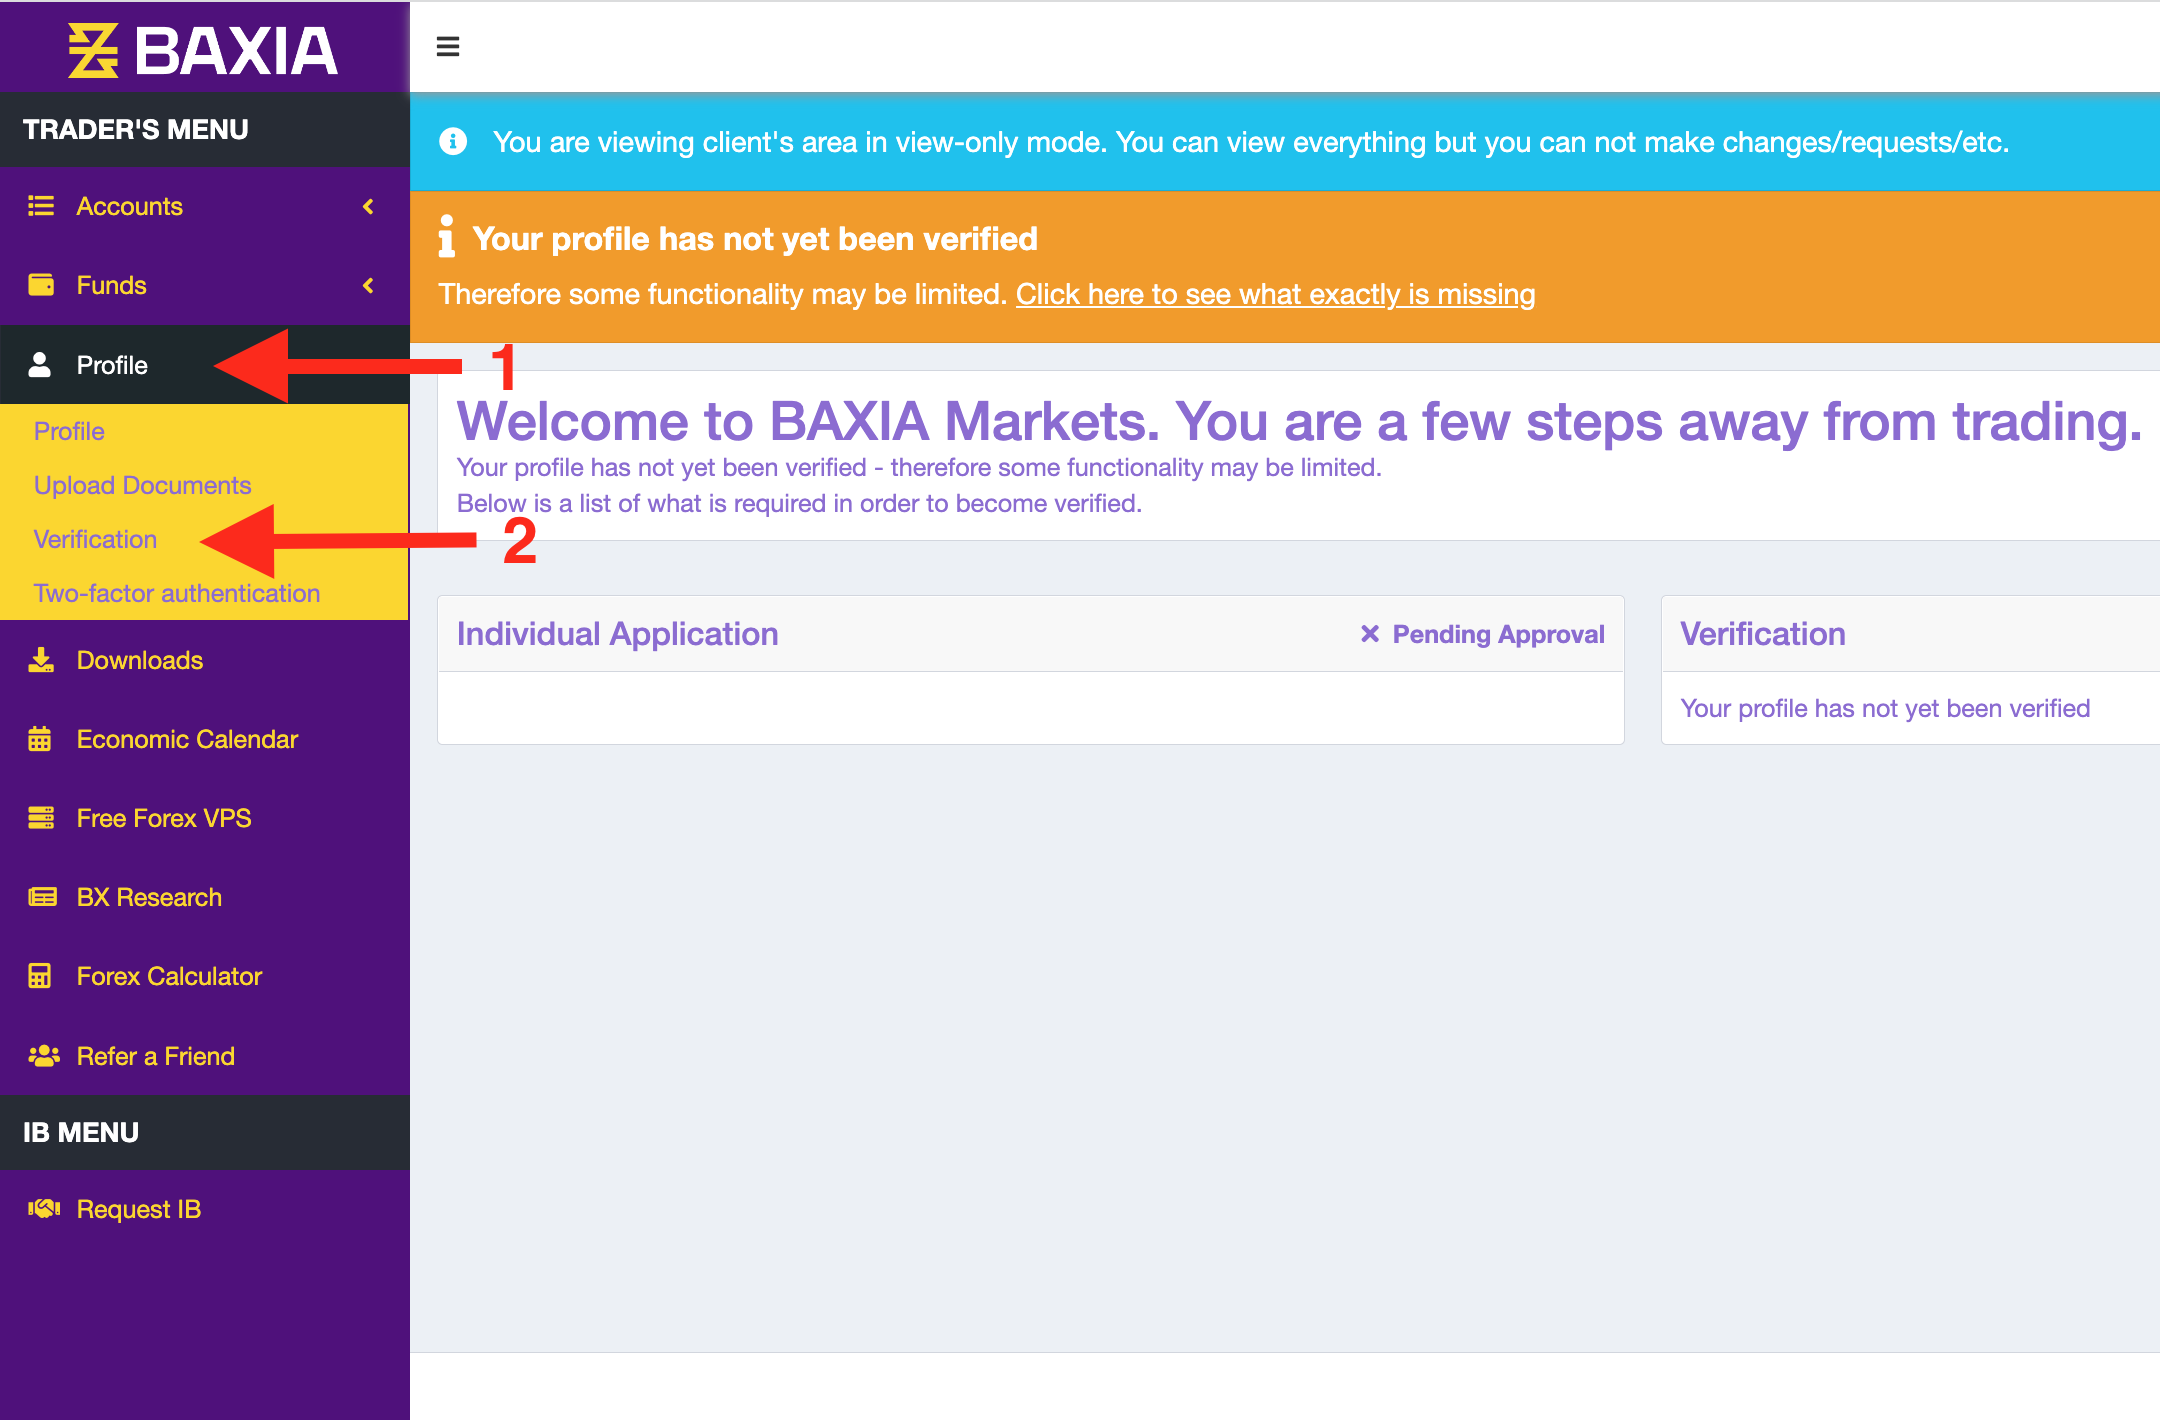 BAXIA
TRADER'S MENU
Accounts
Funds
Profile
Profile
Upload Documents
Verification
Two-factor authentication
Downloads
Economic Calendar
Free Forex VPS
BX Research
Forex Calculator
Refer a Friend
IB MENU
Request IB
You are viewing client's area in view-only mode. You can view everything but you can not make changes/requests/etc.
Your profile has not yet been verified
Therefore some functionality may be limited. Click here to see what exactly is missing
1
Welcome to BAXIA Markets. You are a few steps away from trading.
Your profile has not yet been verified - therefore some functionality may be limited.
Below is a list of what is required in order to become verified.
2
Individual Application
Pending Approval
Verification
Your profile has not yet been verified